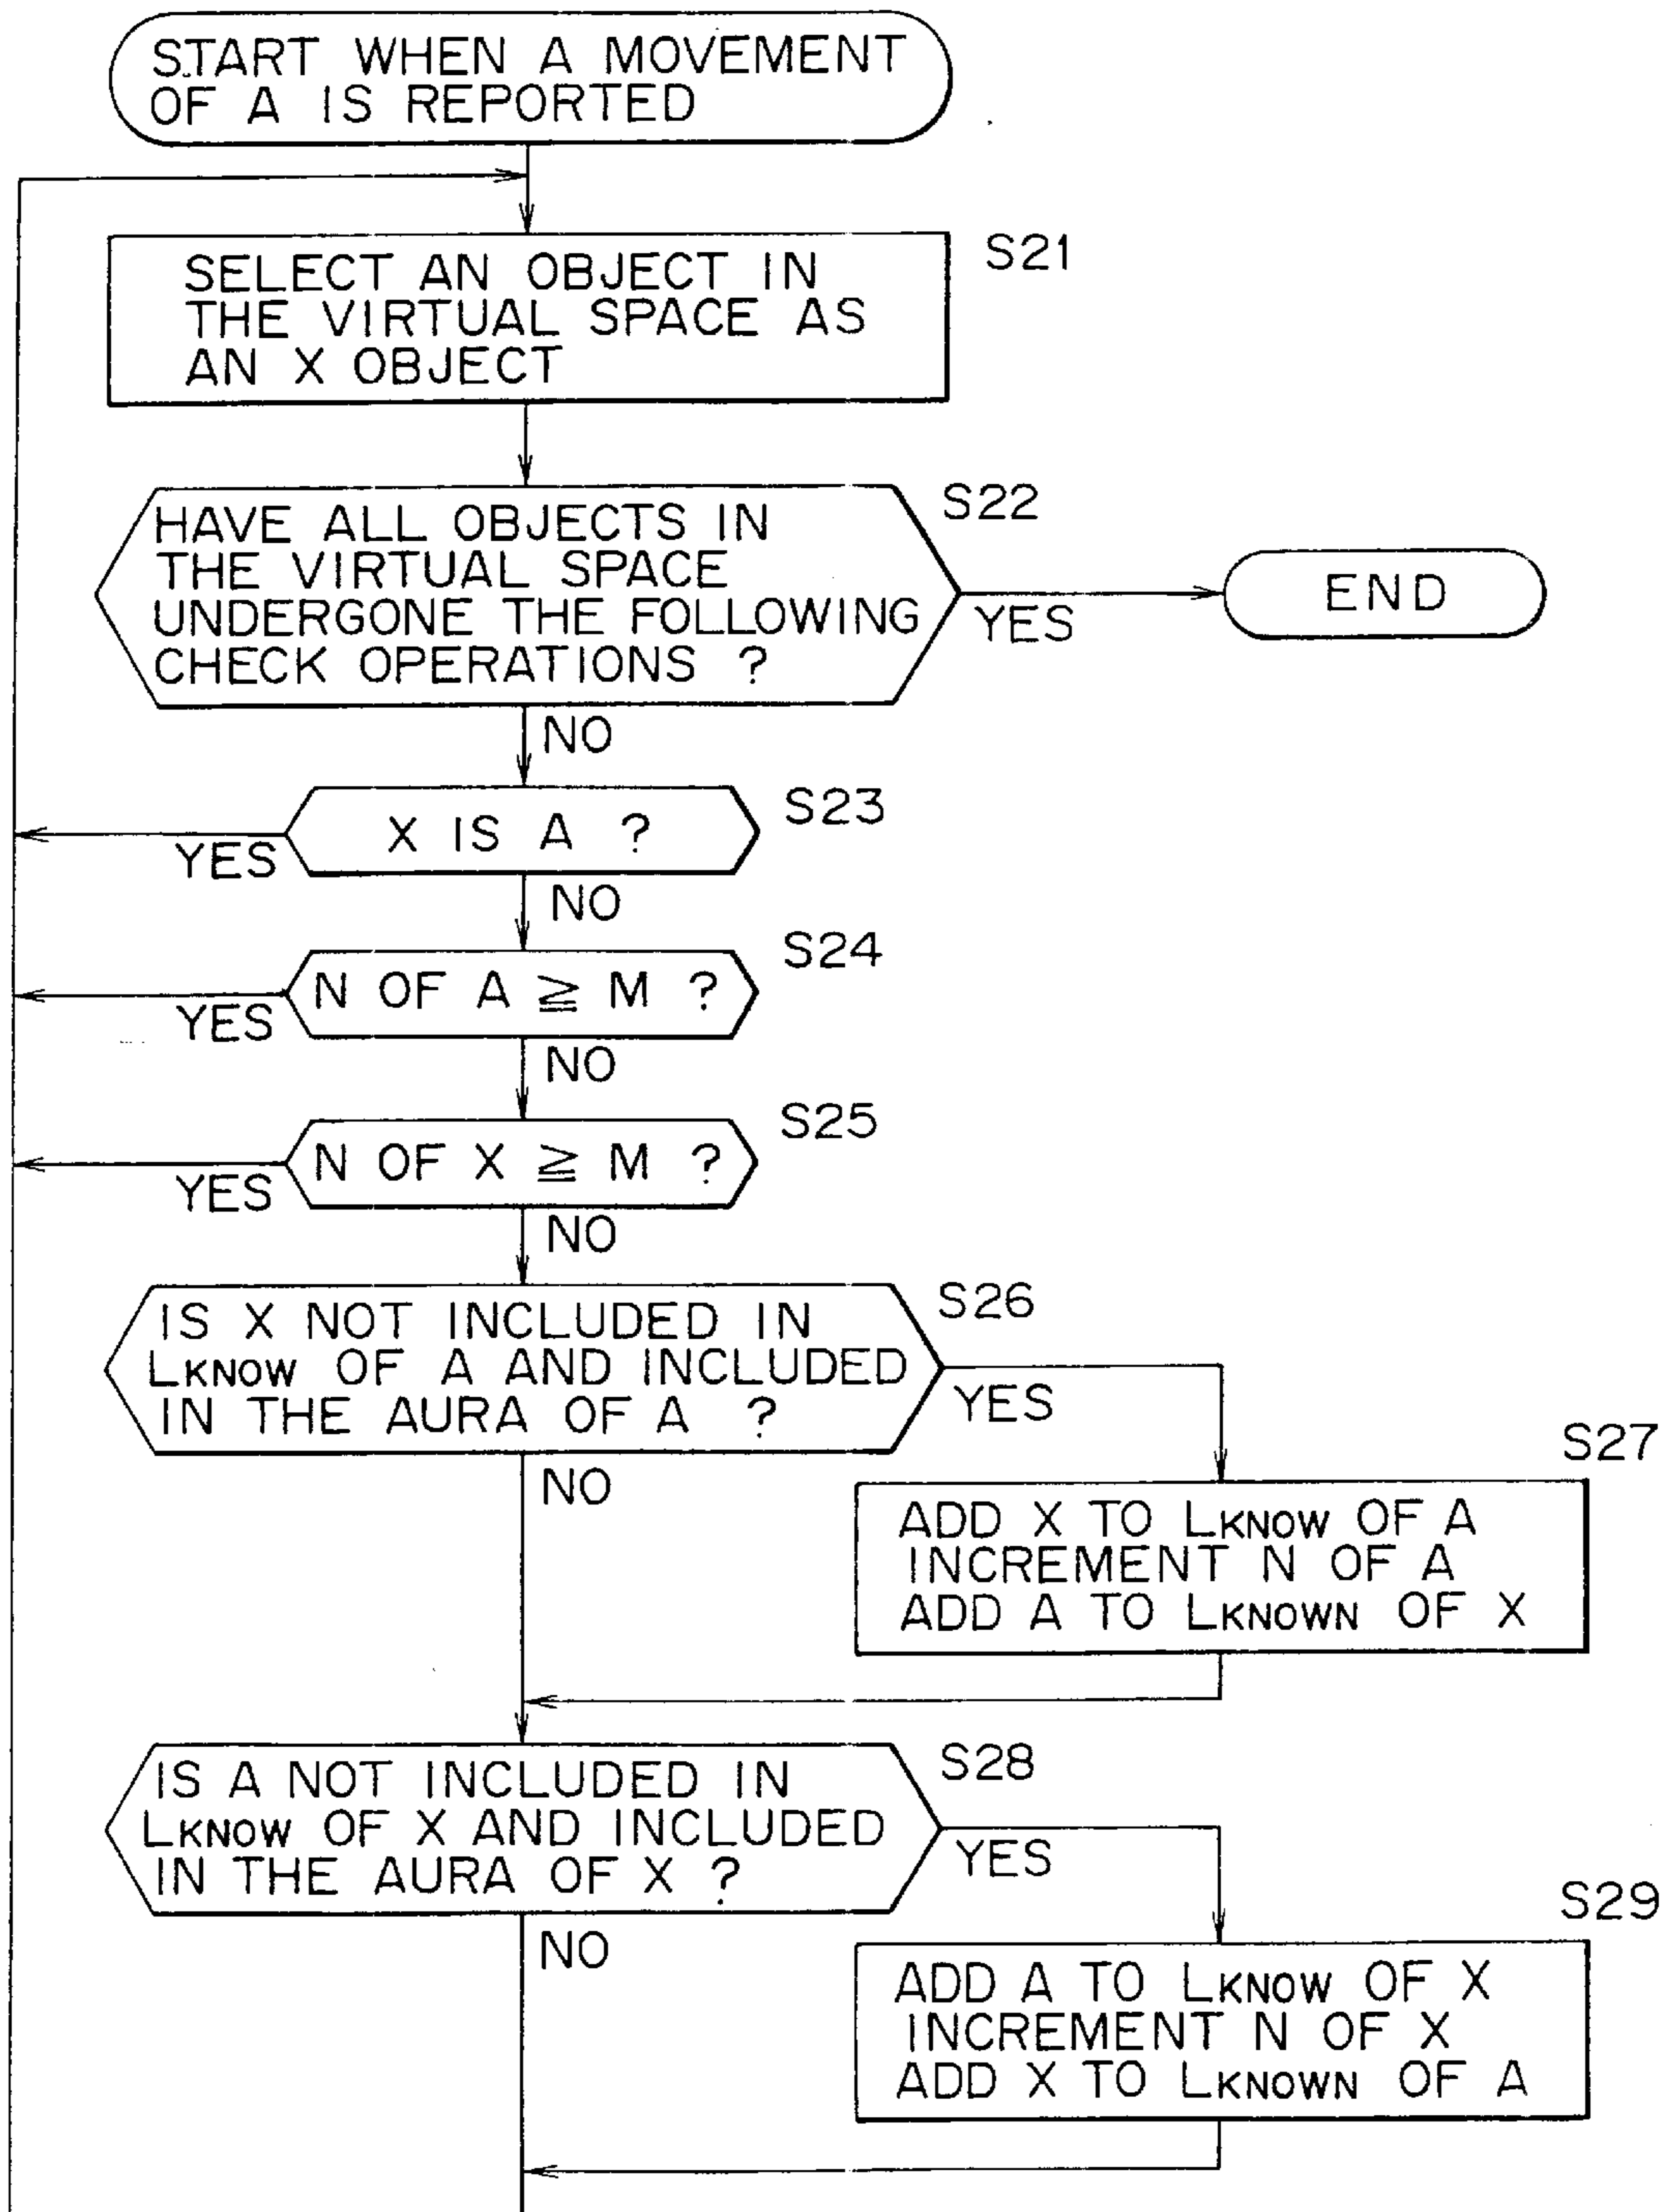 START WHEN A MOVEMENT
OF A IS REPORTED
S21
SELECT AN OBJECT IN
THE VIRTUAL SPACE AS
AN X OBJECT
S22
HAVE ALL OBJECTS IN
THE VIRTUAL SPACE
UNDERGONE THE FOLLOWING
CHECK OPERATIONS ?
YES
END
NO
S23
X IS A ?
YES
NO
S24
N OF A ≧ M ?
YES
NO
S25
N OF X ≧ M ?
YES
NO
S26
IS X NOT INCLUDED IN
LKNOW OF A AND INCLUDED
IN THE AURA OF A ?
YES
NO
S27
ADD X TO LKNOW OF A
INCREMENT N OF A
ADD A TO LKNOWN OF X
S28
IS A NOT INCLUDED IN
LKNOW OF X AND INCLUDED
IN THE AURA OF X ?
YES
NO
S29
ADD A TO LKNOW OF X
INCREMENT N OF X
ADD X TO LKNOWN OF A